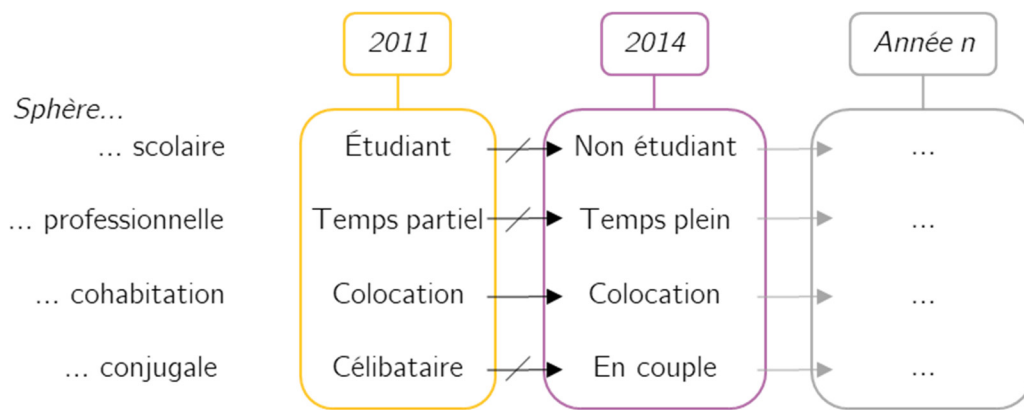 2011 2014 Année n
Sphère...
... scolaire Étudiant Non étudiant ...
... professionnelle Temps partiel Temps plein ...
... cohabitation Colocation Colocation ...
... conjugale Célibataire En couple ...